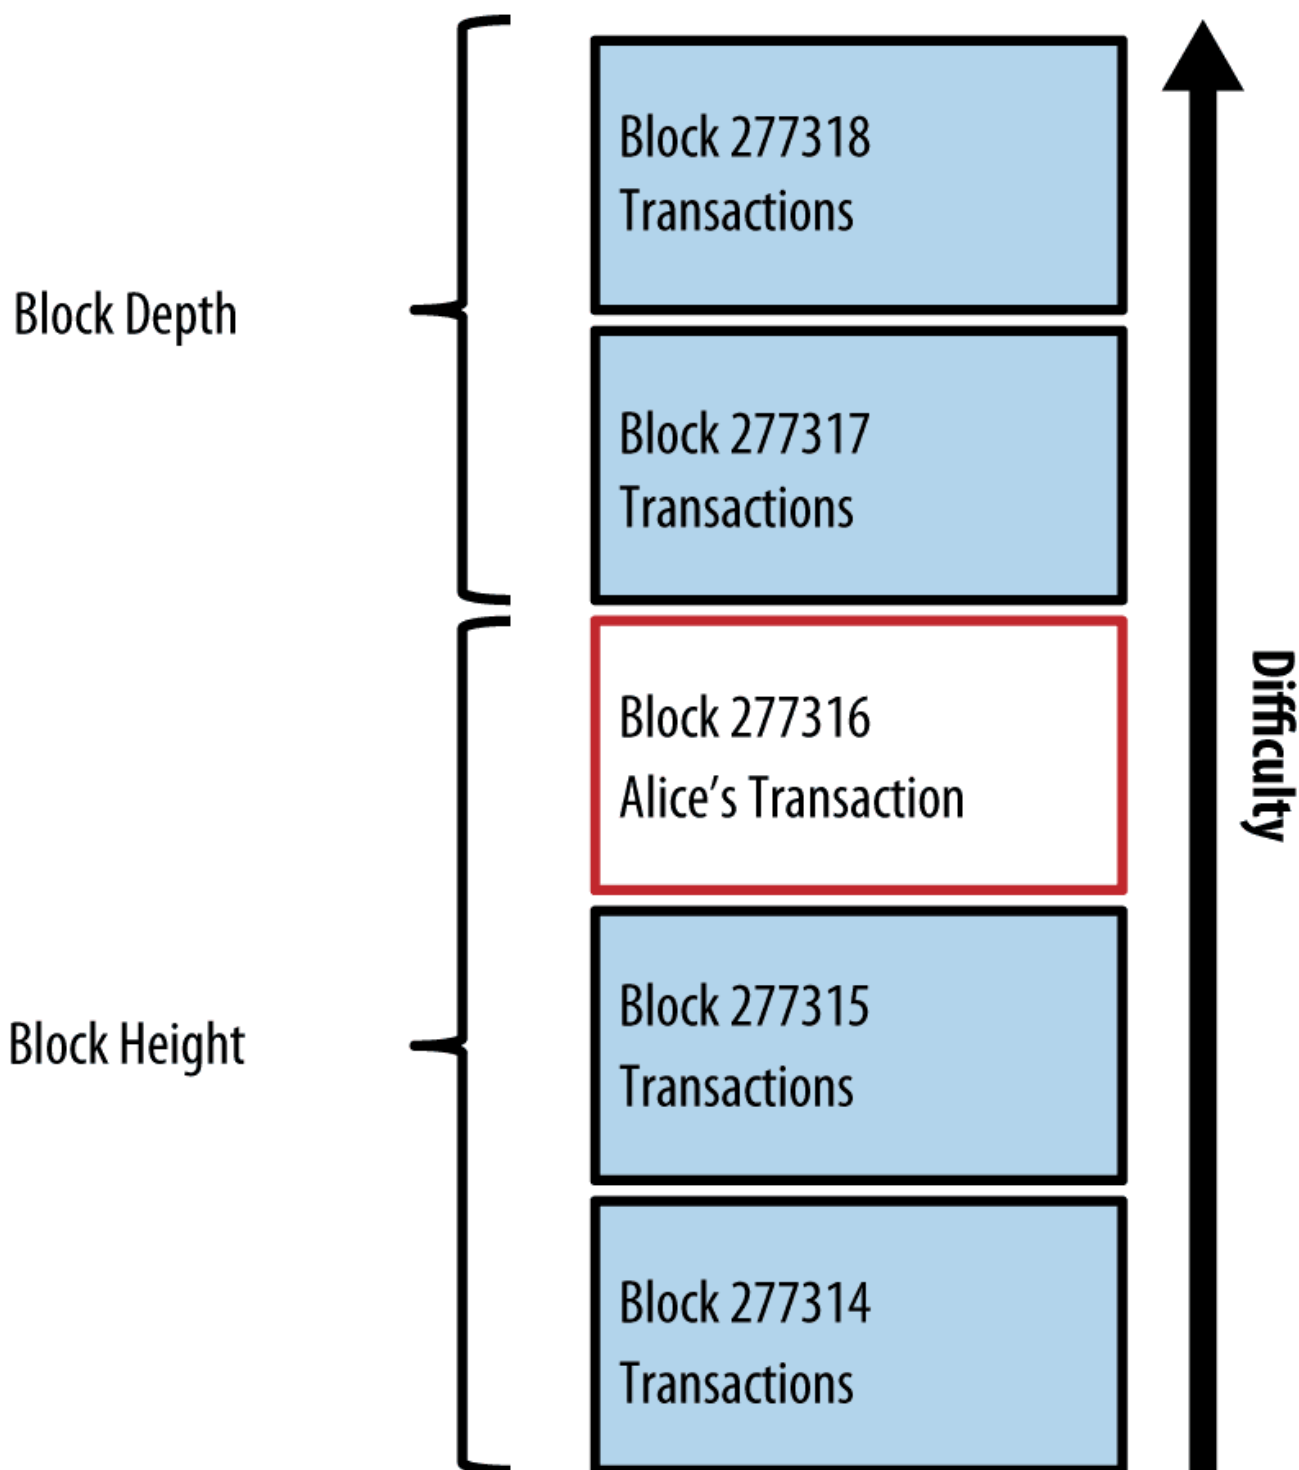 Block 277318
Transactions
Block Depth
Block 277317
Transactions
Block 277316
Alice’s Transaction
Difficulty
Block 277315
Transactions
Block Height
Block 277314
Transactions